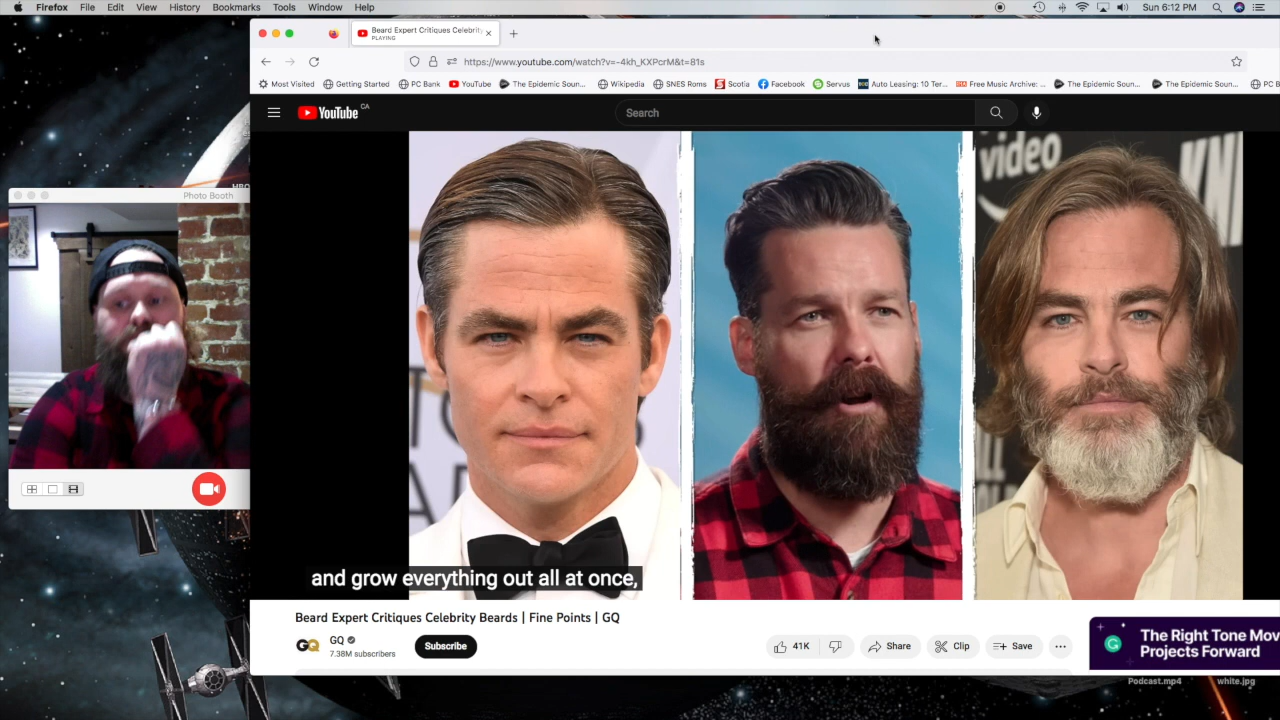 Firefox File Edit View History Bookmarks Tools Window Help
Sun 6:12 PM
Beard Expert Critiques Celebrity
PLAYING
https://www.youtube.com/watch?v=-4kh_KXPcrM&t=81s
Most Visited Getting Started PC Bank YouTube The Epidemic Soun... Wikipedia SNES Roms Scotia Facebook Servus Auto Leasing: 10 Ter... Free Music Archive: ... The Epidemic Soun... The Epidemic Soun... PC B
YouTube CA
Search
video
Photo Booth
and grow everything out all at once,
Beard Expert Critiques Celebrity Beards | Fine Points | GQ
GQ
GQ
7.38M subscribers
Subscribe
41K
Share
Clip
Save
The Right Tone Mov
Projects Forward
Podcast.mp4
white.jpg